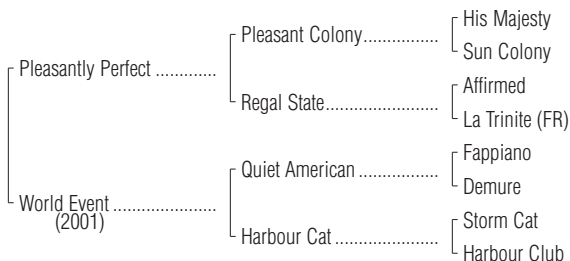 His Majesty
Pleasant Colony.................
Sun Colony
Pleasantly Perfect .............
Affirmed
Regal State.........................
La Trinite (FR)
Fappiano
Quiet American ..................
Demure
World Event .......................
(2001)
Storm Cat
Harbour Cat .......................
Harbour Club